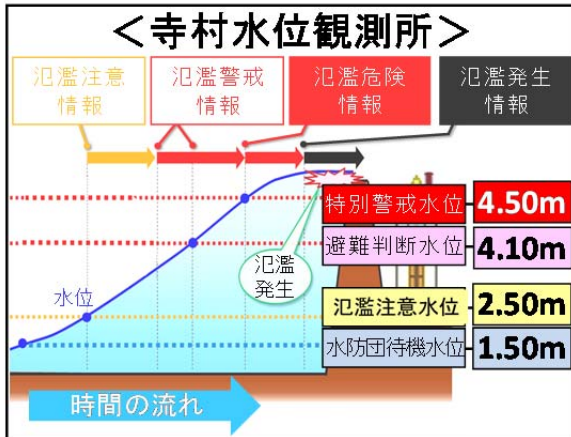 ＜寺村水位観測所＞
氾濫注意
情報
氾濫警戒
情報
氾濫危険
情報
氾濫発生
情報
特別警戒水位 4.50m
避難判断水位 4.10m
氾濫
発生
水位
氾濫注意水位 2.50m
水防団待機水位 1.50m
時間の流れ